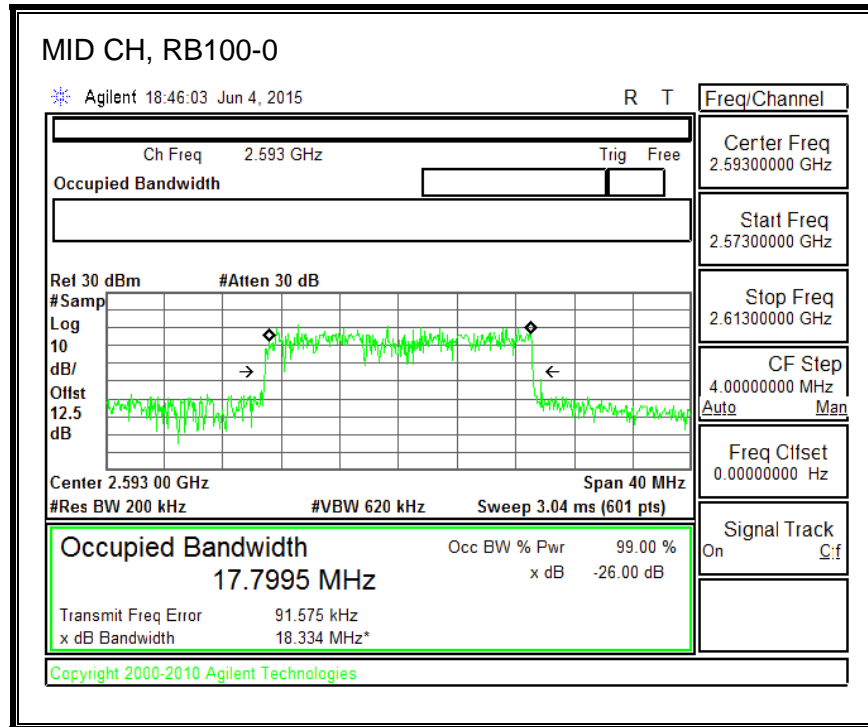 MID CH, RB100-0
Agilent 18:46:03 Jun 4, 2015 R T
Freq/Channel
Ch Freq 2.593 GHz Trig Free
Occupied Bandwidth
Center Freq
2.59300000 GHz
Start Freq
2.57300000 GHz
Stop Freq
2.61300000 GHz
CF Step
4.00000000 MHz
Auto Man
Freq Offset
0.00000000 Hz
Signal Track
On Off
Ref 30 dBm #Atten 30 dB
#Samp
Log
10
dB/
Offst
12.5
dB
Center 2.593 00 GHz Span 40 MHz
#Res BW 200 kHz #VBW 620 kHz Sweep 3.04 ms (601 pts)
Occupied Bandwidth Occ BW % Pwr 99.00 %
17.7995 MHz x dB -26.00 dB
Transmit Freq Error 91.575 kHz
x dB Bandwidth 18.334 MHz*
Copyright 2000-2010 Agilent Technologies